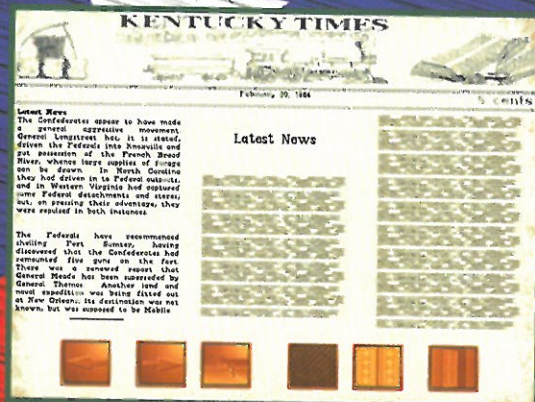 KENTUCKY TIMES
February 20, 1864
5 cents
Latest News
The Confederates appear to have made
a general aggressive movement.
General Longstreet has, it is stated,
driven the Federals into Knoxville and
got possession of the French Broad
River, whence large supplies of forage
can be drawn. In North Carolina
they had driven in to Federal outposts,
and in Western Virginia had captured
some Federal detachments and stores;
but, on pressing their advantage, they
were repulsed in both instances.
The Federals have recommenced
shelling Fort Sumter, having
discovered that the Confederates had
remounted five guns on the fort.
There was a renewed report that
General Meade has been superseded by
General Thomas. Another land and
naval expedition was being fitted out
at New Orleans; its destination was not
known, but was supposed to be Mobile
Latest News